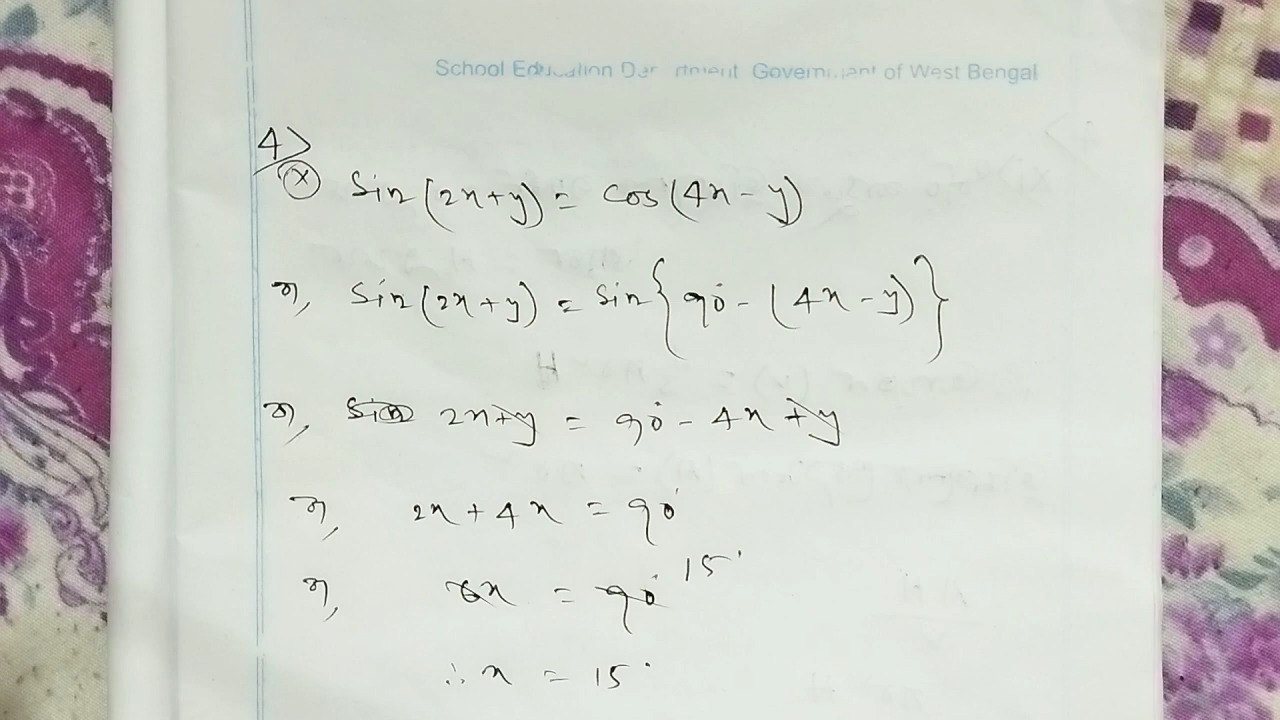 School Education Department Government of West Bengal
4>
(x) Sin (2x+y) = cos (4x - y)
বা, Sin (2x + y) = Sin { 90° - (4x - y) }
বা, 2x+y = 90° - 4x + y
বা, 2x + 4x = 90°
বা, 6x = 90° 15°
∴ x = 15°